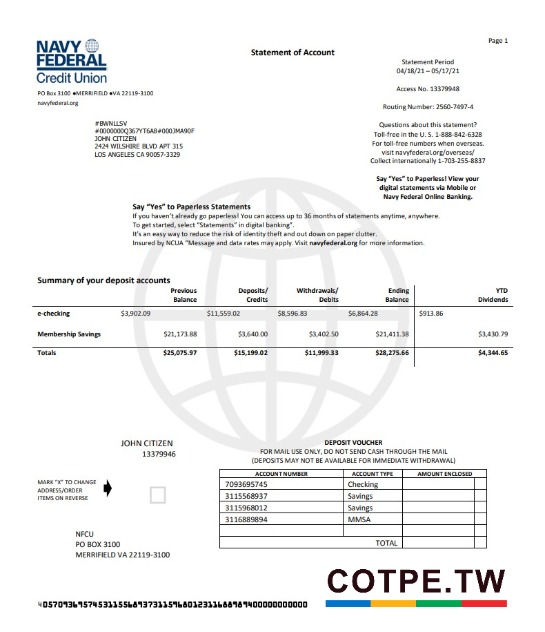 Page 1
NAVY
FEDERAL
Credit Union
Statement of Account
Statement Period
04/18/21 – 05/17/21
Access No. 13379948
PO Box 3100 ●MERRIFIELD ●VA 22119-3100
navyfederal.org
Routing Number: 2560-7497-4
#BWNLLSV
#0000000Q367YT6A8#000JMA90F
JOHN CITIZEN
2424 WILSHIRE BLVD APT 315
LOS ANGELES CA 90057-3329
Questions about this statement?
Toll-free in the U. S. 1-888-842-6328
For toll-free numbers when overseas.
visit navyfederal.org/overseas/
Collect internationally 1-703-255-8837
Say "Yes" to Paperless! View your
digital statements via Mobile or
Navy Federal Online Banking.
Say "Yes" to Paperless Statements
If you haven't already go paperless! You can access up to 36 months of statements anytime, anywhere.
To get started, select "Statements" in digital banking".
It's an easy way to reduce the risk of identity theft and out down on paper clutter.
Insured by NCUA "Message and data rates may apply. Visit navyfederal.org for more information.
Summary of your deposit accounts
Previous Balance Deposits/ Credits Withdrawals/ Debits Ending Balance YTD Dividends
e-checking $3,902.09 $11,559.02 $8,596.83 $6,864.28 $913.86
Membership Savings $21,173.88 $3,640.00 $3,402.50 $21,411.38 $3,430.79
Totals $25,075.97 $15,199.02 $11,999.33 $28,275.66 $4,344.65
JOHN CITIZEN
13379946
MARK "X" TO CHANGE
ADDRESS/ORDER
ITEMS ON REVERSE
NFCU
PO BOX 3100
MERRIFIELD VA 22119-3100
DEPOSIT VOUCHER
FOR MAIL USE ONLY, DO NOT SEND CASH THROUGH THE MAIL
(DEPOSITS MAY NOT BE AVAILABLE FOR IMMEDIATE WITHDRAWAL)
ACCOUNT NUMBER ACCOUNT TYPE AMOUNT ENCLOSED
7093695745 Checking
3115568937 Savings
3115968012 Savings
3116889894 MMSA
TOTAL
COTPE.TW